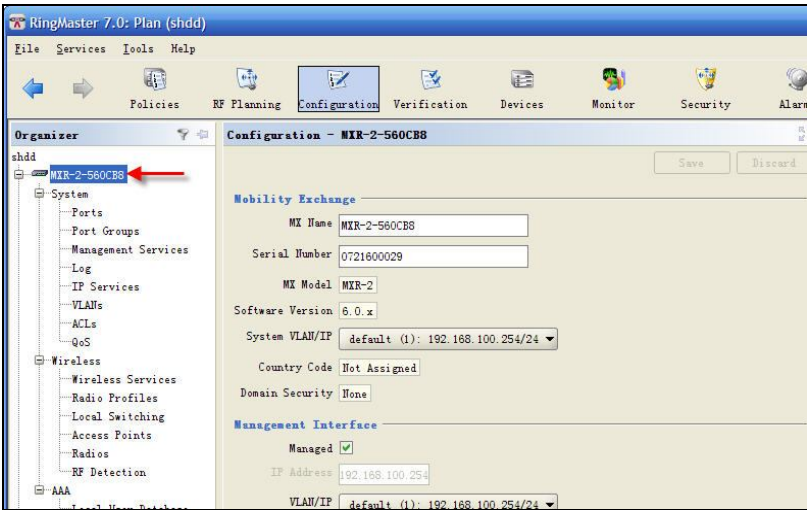 RingMaster 7.0: Plan (shdd)
File Services Tools Help
Policies RF Planning Configuration Verification Devices Monitor Security Alarm
Organizer
shdd
MXR-2-560CB8
System
Ports
Port Groups
Management Services
Log
IP Services
VLANs
ACLs
QoS
Wireless
Wireless Services
Radio Profiles
Local Switching
Access Points
Radios
RF Detection
AAA
Local User Database
Configuration - MXR-2-560CB8
Save Discard
Mobility Exchange
MX Name MXR-2-560CB8
Serial Number 0721600029
MX Model MXR-2
Software Version 6.0.x
System VLAN/IP default (1): 192.168.100.254/24
Country Code Not Assigned
Domain Security None
Management Interface
Managed
IP Address 192.168.100.254
VLAN/IP default (1): 192.168.100.254/24